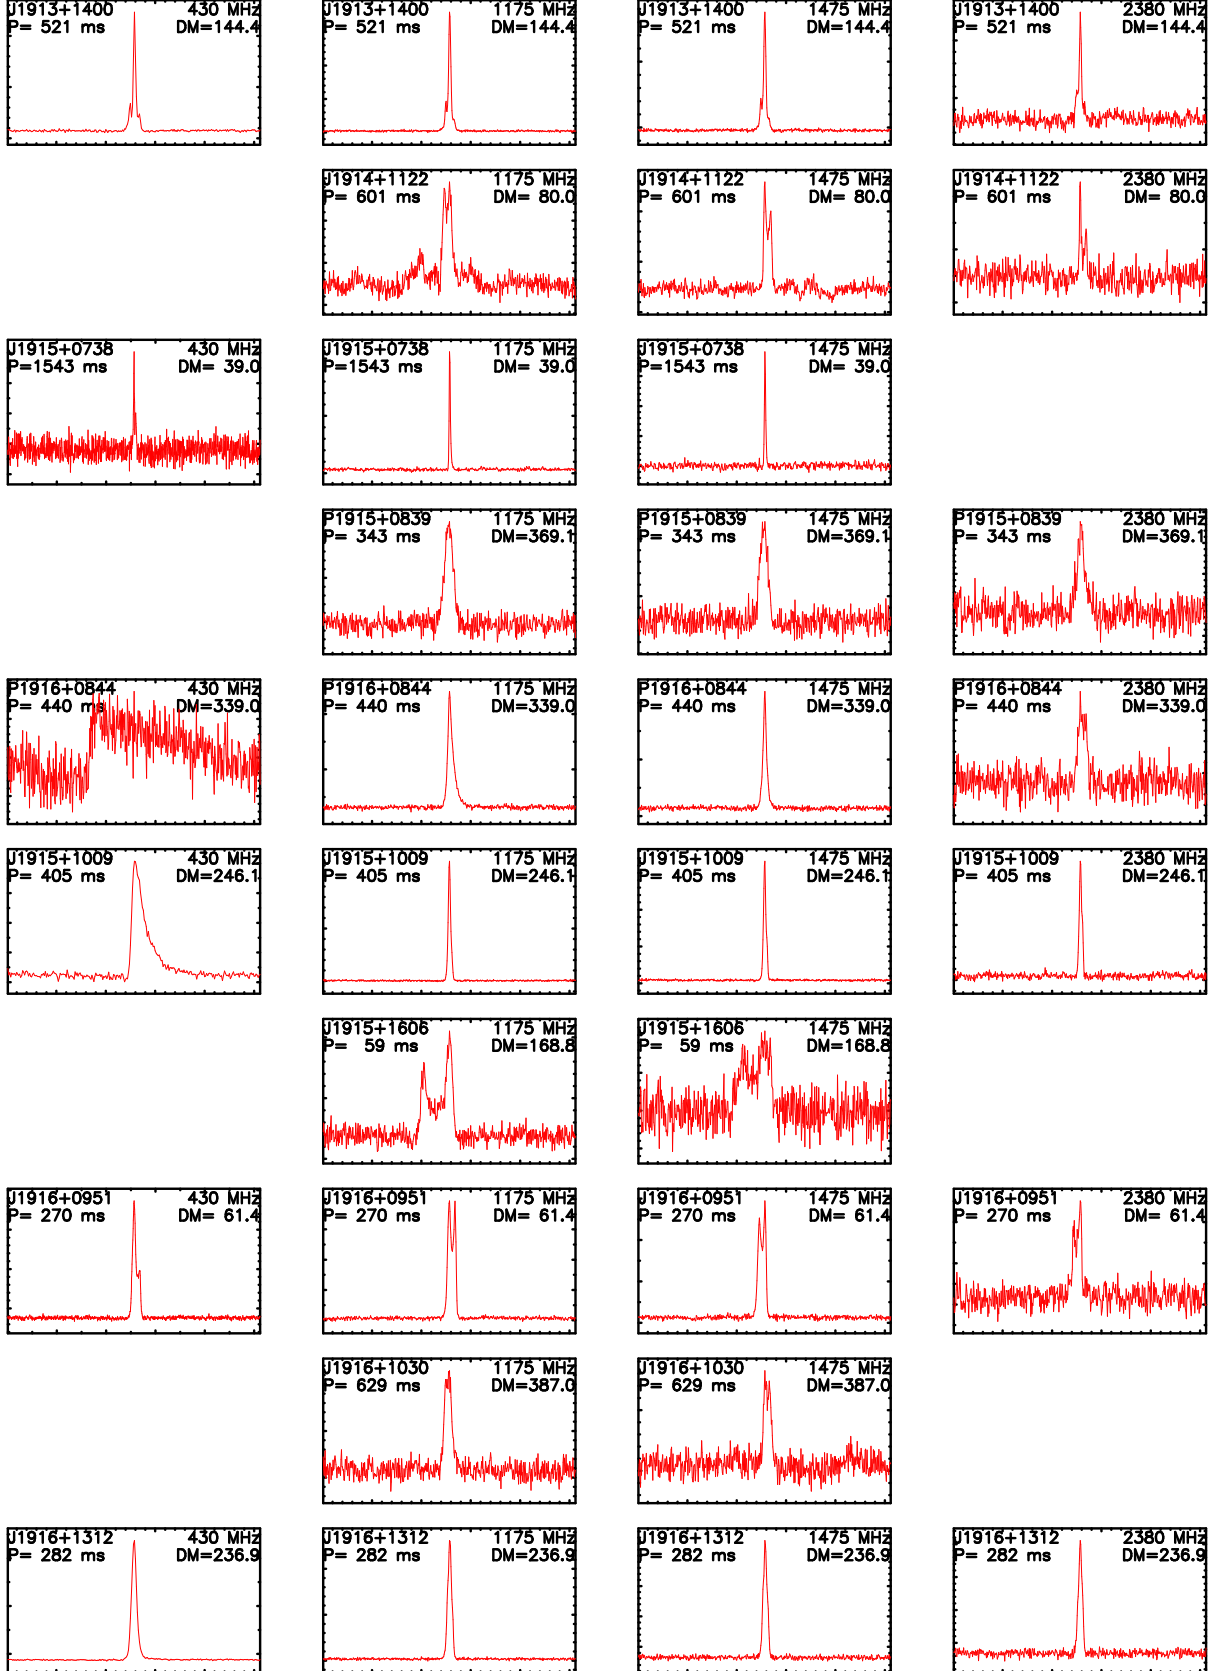 J1913+1400 430 MHz
P= 521 ms DM=144.4
J1913+1400 1175 MHz
P= 521 ms DM=144.4
J1913+1400 1475 MHz
P= 521 ms DM=144.4
J1913+1400 2380 MHz
P= 521 ms DM=144.4
J1914+1122 1175 MHz
P= 601 ms DM= 80.0
J1914+1122 1475 MHz
P= 601 ms DM= 80.0
J1914+1122 2380 MHz
P= 601 ms DM= 80.0
J1915+0738 430 MHz
P=1543 ms DM= 39.0
J1915+0738 1175 MHz
P=1543 ms DM= 39.0
J1915+0738 1475 MHz
P=1543 ms DM= 39.0
P1915+0839 1175 MHz
P= 343 ms DM=369.1
P1915+0839 1475 MHz
P= 343 ms DM=369.1
P1915+0839 2380 MHz
P= 343 ms DM=369.1
P1916+0844 430 MHz
P= 440 ms DM=339.0
P1916+0844 1175 MHz
P= 440 ms DM=339.0
P1916+0844 1475 MHz
P= 440 ms DM=339.0
P1916+0844 2380 MHz
P= 440 ms DM=339.0
J1915+1009 430 MHz
P= 405 ms DM=246.1
J1915+1009 1175 MHz
P= 405 ms DM=246.1
J1915+1009 1475 MHz
P= 405 ms DM=246.1
J1915+1009 2380 MHz
P= 405 ms DM=246.1
J1915+1606 1175 MHz
P= 59 ms DM=168.8
J1915+1606 1475 MHz
P= 59 ms DM=168.8
J1916+0951 430 MHz
P= 270 ms DM= 61.4
J1916+0951 1175 MHz
P= 270 ms DM= 61.4
J1916+0951 1475 MHz
P= 270 ms DM= 61.4
J1916+0951 2380 MHz
P= 270 ms DM= 61.4
J1916+1030 1175 MHz
P= 629 ms DM=387.0
J1916+1030 1475 MHz
P= 629 ms DM=387.0
J1916+1312 430 MHz
P= 282 ms DM=236.9
J1916+1312 1175 MHz
P= 282 ms DM=236.9
J1916+1312 1475 MHz
P= 282 ms DM=236.9
J1916+1312 2380 MHz
P= 282 ms DM=236.9